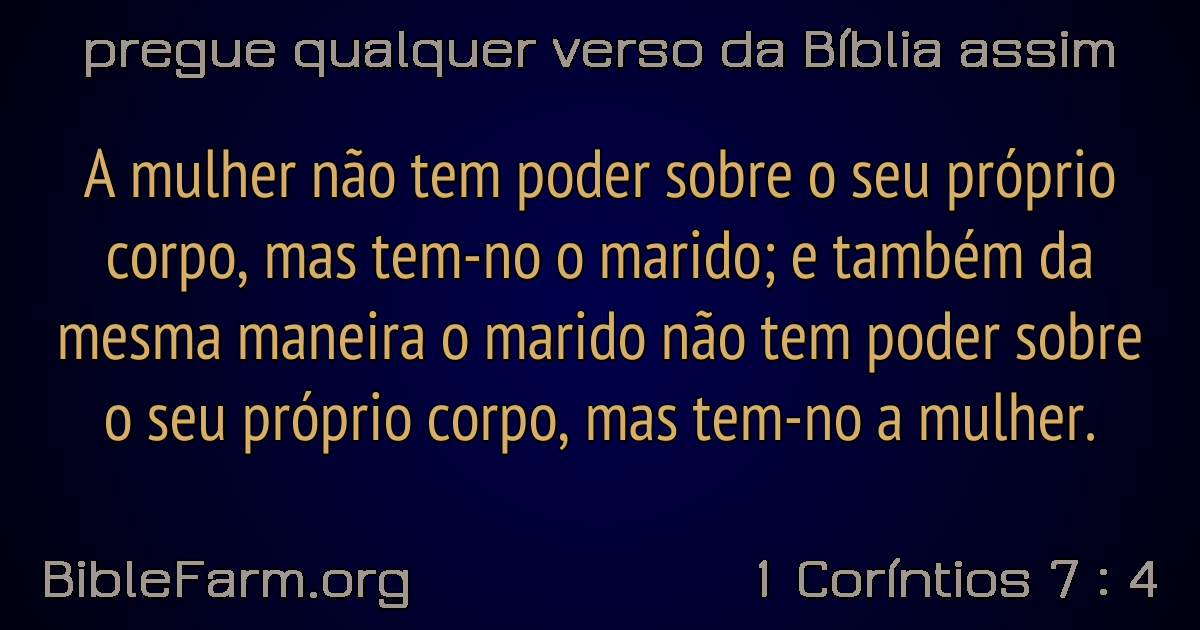 pregue qualquer verso da Bíblia assim
A mulher não tem poder sobre o seu próprio
corpo, mas tem-no o marido; e também da
mesma maneira o marido não tem poder sobre
o seu próprio corpo, mas tem-no a mulher.
BibleFarm.org
1 Coríntios 7 : 4